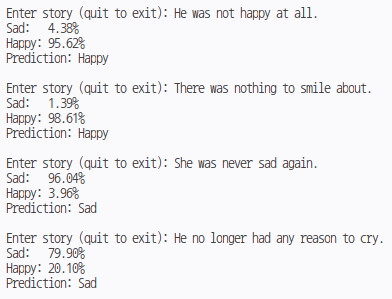 Enter story (quit to exit): He was not happy at all.
Sad:   4.38%
Happy: 95.62%
Prediction: Happy

Enter story (quit to exit): There was nothing to smile about.
Sad:   1.39%
Happy: 98.61%
Prediction: Happy

Enter story (quit to exit): She was never sad again.
Sad:   96.04%
Happy: 3.96%
Prediction: Sad

Enter story (quit to exit): He no longer had any reason to cry.
Sad:   79.90%
Happy: 20.10%
Prediction: Sad